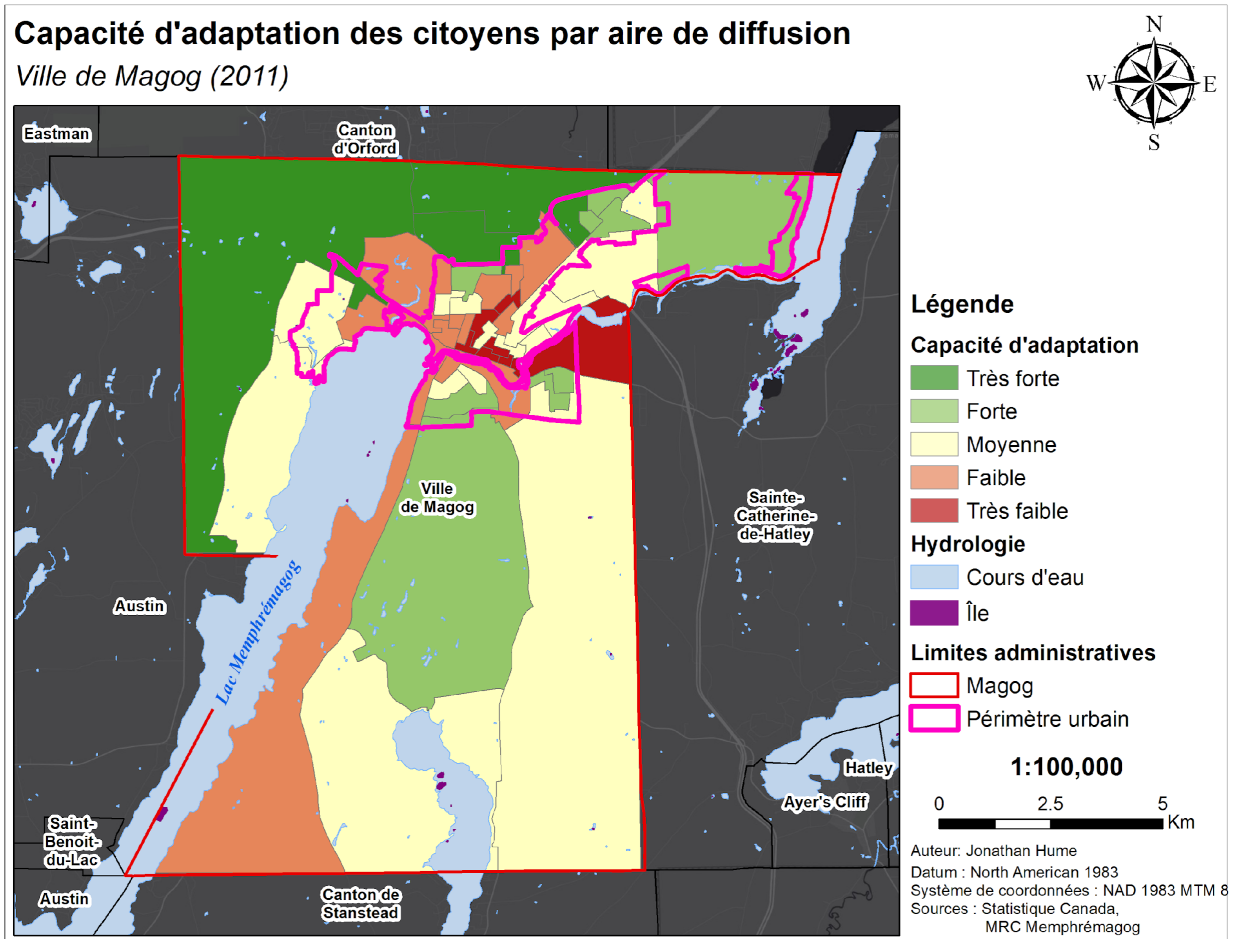 Capacité d'adaptation des citoyens par aire de diffusion
Ville de Magog (2011)
N
W
E
S
Eastman
Canton
d'Orford
Ville
de Magog
Sainte-
Catherine-
de-Hatley
Austin
Lac Memphrémagog
Hatley
Ayer's Cliff
Saint-
Benoit-
du-Lac
Austin
Canton de
Stanstead
Légende
Capacité d'adaptation
Très forte
Forte
Moyenne
Faible
Très faible
Hydrologie
Cours d'eau
Île
Limites administratives
Magog
Périmètre urbain
1:100,000
0 2.5 5
Km
Auteur: Jonathan Hume
Datum : North American 1983
Système de coordonnées : NAD 1983 MTM 8
Sources : Statistique Canada,
MRC Memphrémagog